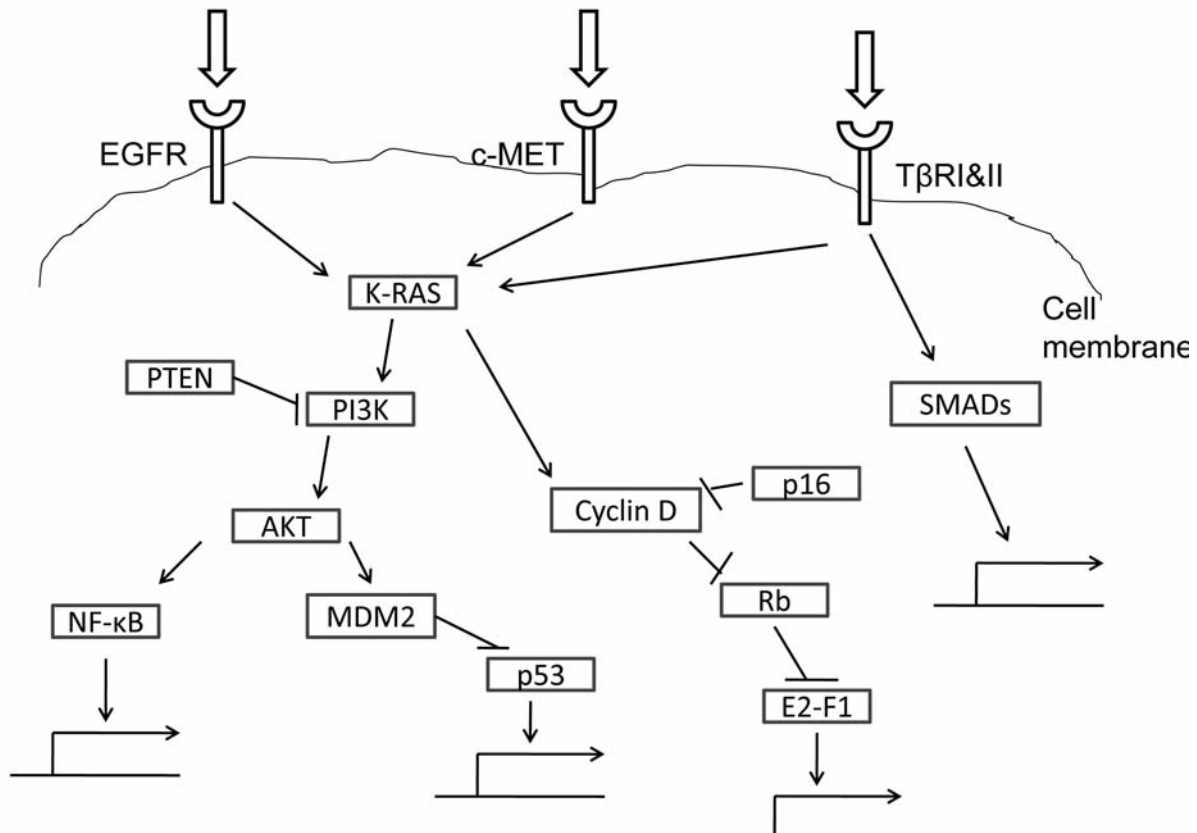 EGFR
c-MET
TβRI&II
K-RAS
Cell
membrane
PTEN
PI3K
SMADs
p16
Cyclin D
AKT
Rb
NF-κB
MDM2
p53
E2-F1